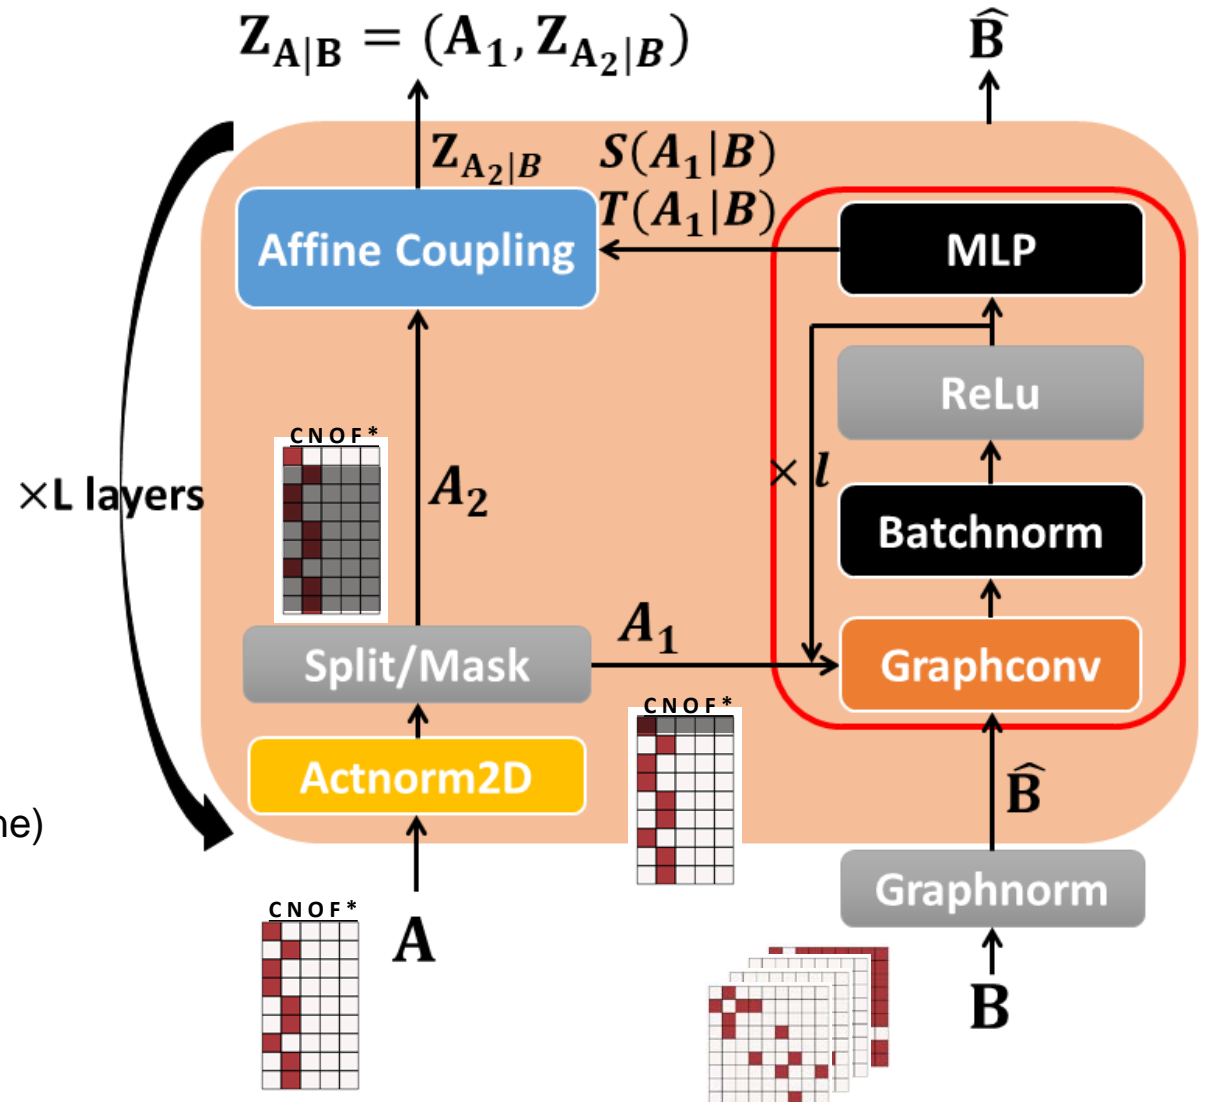 Z_{A|B} = (A_1, Z_{A_2|B})
B̂
Z_{A_2|B}
S(A_1|B)
T(A_1|B)
Affine Coupling
MLP
ReLu
C N O F *
A_2
× l
×L layers
Batchnorm
A_1
Split/Mask
Graphconv
C N O F *
Actnorm2D
B̂
ne)
Graphnorm
C N O F *
A
B